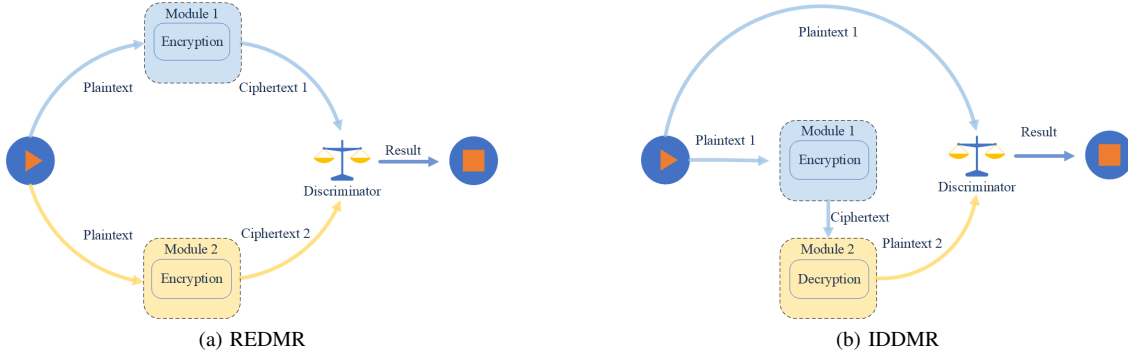 Module 1
Encryption
Plaintext
Ciphertext 1
Result
Discriminator
Plaintext
Ciphertext 2
Module 2
Encryption
(a) REDMR
Plaintext 1
Module 1
Plaintext 1
Encryption
Result
Discriminator
Ciphertext
Module 2
Plaintext 2
Decryption
(b) IDDMR